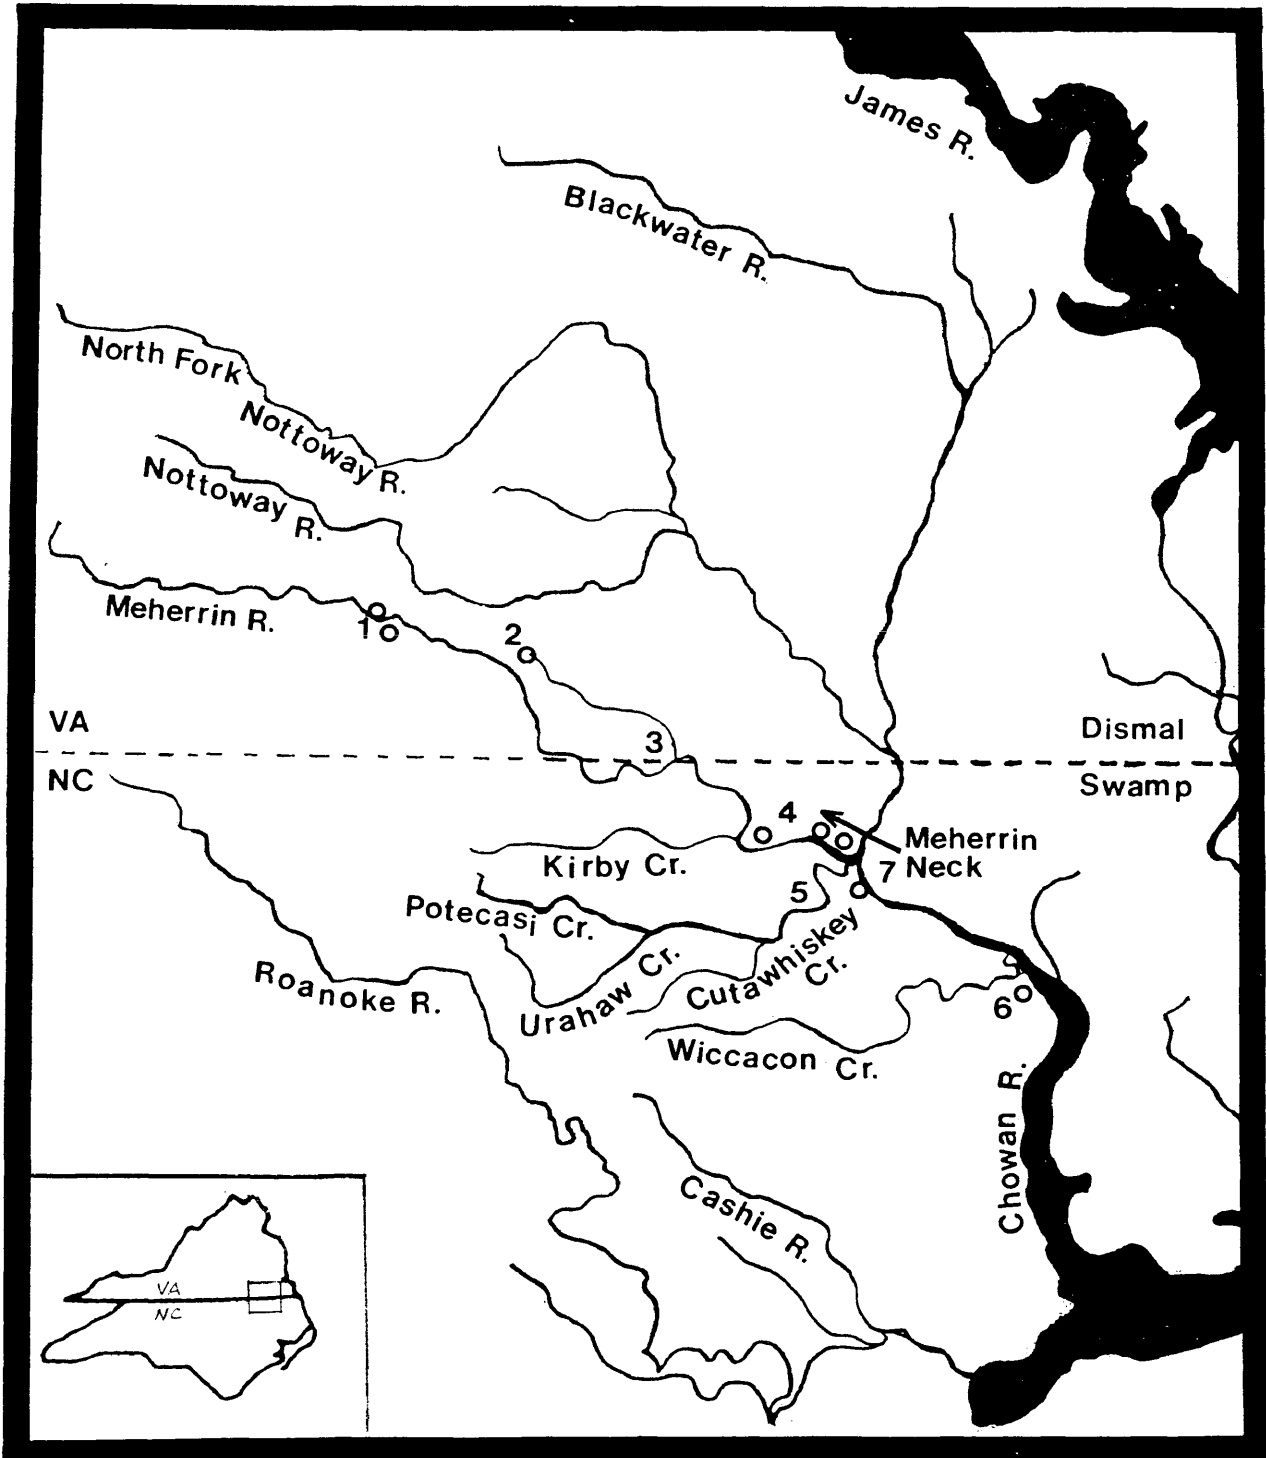 James R.
Blackwater R.
North Fork
Nottoway R.
Nottoway R.
Meherrin R.
1
2
VA
3
Dismal
NC
Swamp
4
Meherrin
Neck
Kirby Cr.
7
5
Potecasi Cr.
Urahaw Cr.
Cutawhiskey
Cr.
Roanoke R.
6
Wiccacon Cr.
Chowan R.
Cashie R.
VA
NC